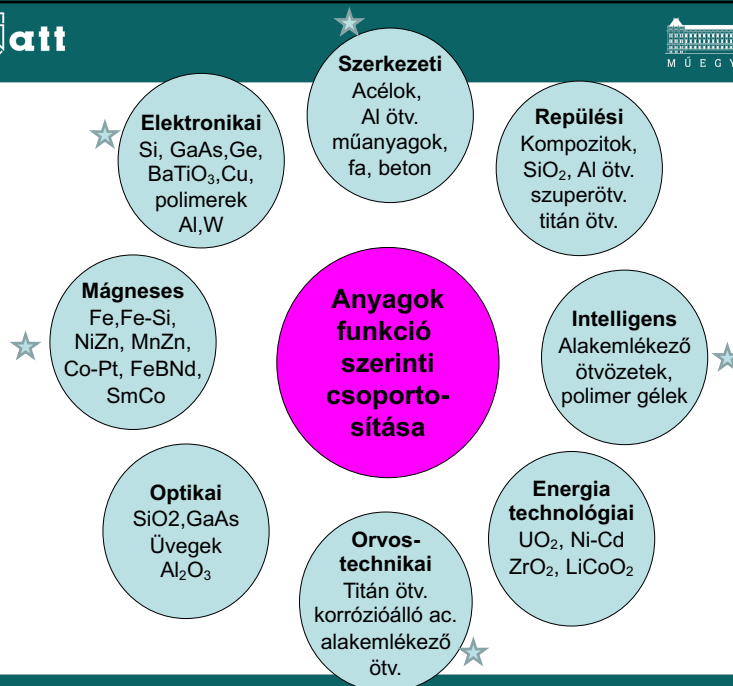 att
MŰEGY
Szerkezeti
Acélok,
Al ötv.
műanyagok,
fa, beton
Elektronikai
Si, GaAs,Ge,
BaTiO₃,Cu,
polimerek
Al,W
Repülési
Kompozitok,
SiO₂, Al ötv.
szuperötv.
titán ötv.
Mágneses
Fe,Fe-Si,
NiZn, MnZn,
Co-Pt, FeBNd,
SmCo
Anyagok
funkció
szerinti
csoporto-
sítása
Intelligens
Alakemlékező
ötvözetek,
polimer gélek
Optikai
SiO2,GaAs
Üvegek
Al₂O₃
Orvos-
technikai
Titán ötv.
korrózióálló ac.
alakemlékező
ötv.
Energia
technológiai
UO₂, Ni-Cd
ZrO₂, LiCoO₂